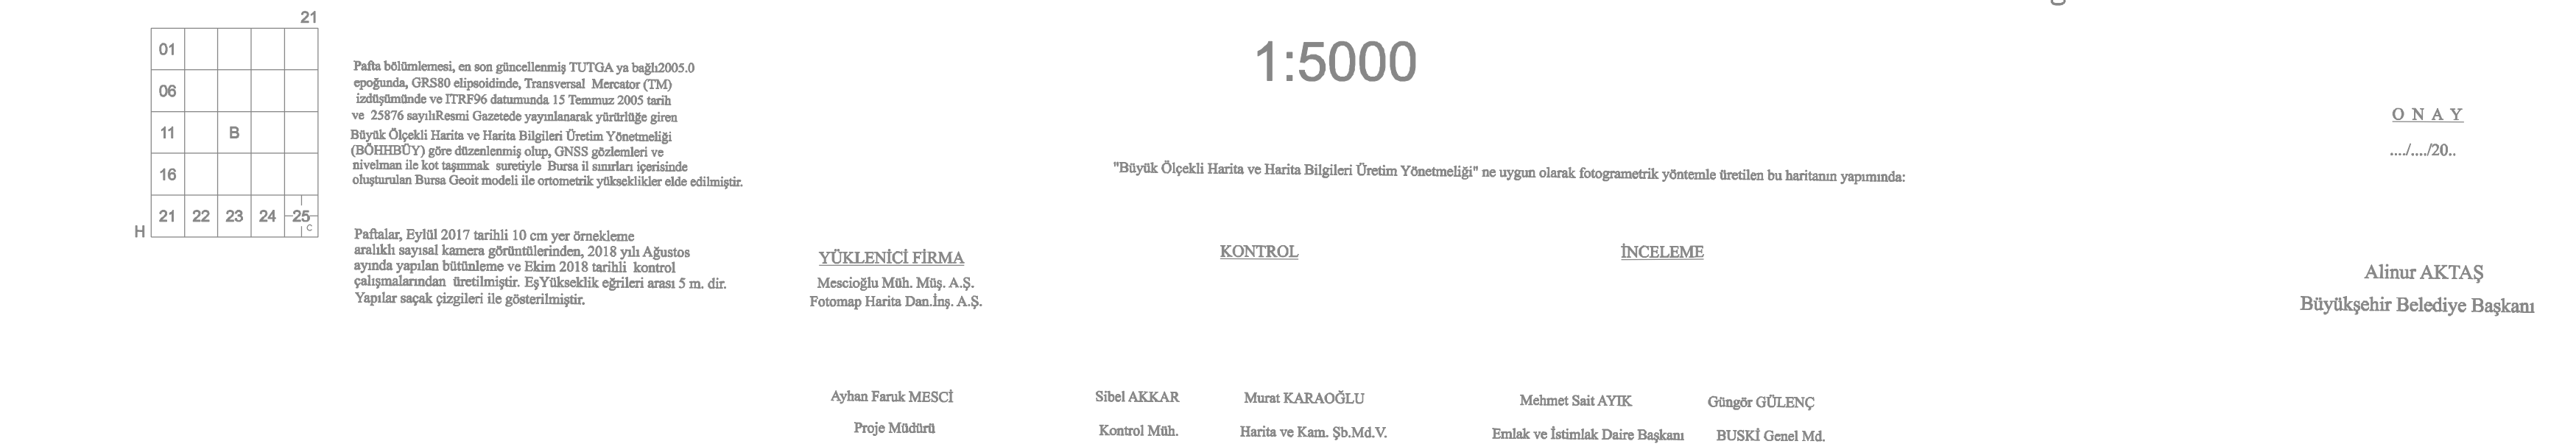 21
01
06
11 B
16
21 22 23 24 25
C
H
Pafta bölümlemesi, en son güncellenmiş TUTGA ya bağlı2005.0
epoğunda, GRS80 elipsoidinde, Transversal Mercator (TM)
izdüşümünde ve ITRF96 datumunda 15 Temmuz 2005 tarih
ve 25876 sayılıResmi Gazetede yayınlanarak yürürlüğe giren
Büyük Ölçekli Harita ve Harita Bilgileri Üretim Yönetmeliği
(BÖHHBÜY) göre düzenlenmiş olup, GNSS gözlemleri ve
nivelman ile kot taşınmak suretiyle Bursa il sınırları içerisinde
oluşturulan Bursa Geoit modeli ile ortometrik yükseklikler elde edilmiştir.
Paftalar, Eylül 2017 tarihli 10 cm yer örnekleme
aralıklı sayısal kamera görüntülerinden, 2018 yılı Ağustos
ayında yapılan bütünleme ve Ekim 2018 tarihli kontrol
çalışmalarından üretilmiştir. EşYükseklik eğrileri arası 5 m. dir.
Yapılar saçak çizgileri ile gösterilmiştir.
1:5000
"Büyük Ölçekli Harita ve Harita Bilgileri Üretim Yönetmeliği" ne uygun olarak fotogrametrik yöntemle üretilen bu haritanın yapımında:
YÜKLENİCİ FİRMA
Mescioğlu Müh. Müş. A.Ş.
Fotomap Harita Dan.İnş. A.Ş.
Ayhan Faruk MESCİ
Proje Müdürü
KONTROL
Sibel AKKAR
Kontrol Müh.
Murat KARAOĞLU
Harita ve Kam. Şb.Md.V.
İNCELEME
Mehmet Sait AYIK
Emlak ve İstimlak Daire Başkanı
Güngör GÜLENÇ
BUSKİ Genel Md.
O N A Y
..../..../20..
Alinur AKTAŞ
Büyükşehir Belediye Başkanı